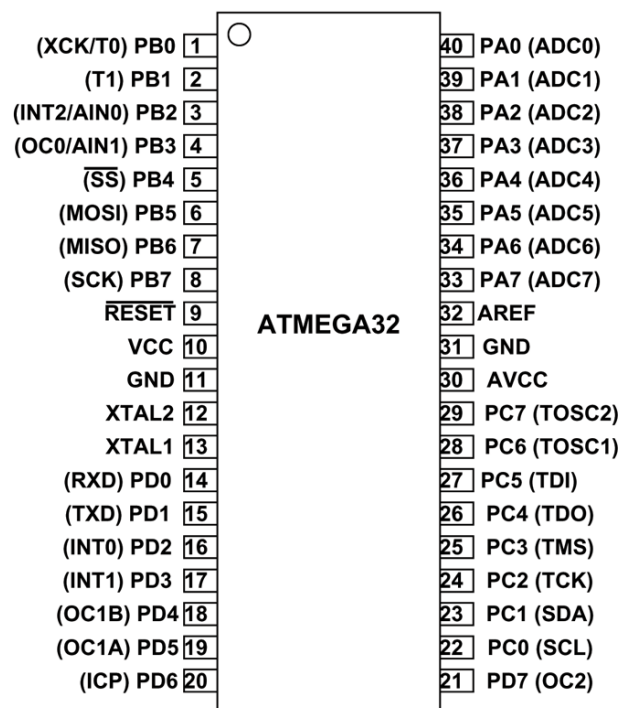 (XCK/T0) PB0 1 40 PA0 (ADC0)
(T1) PB1 2 39 PA1 (ADC1)
(INT2/AIN0) PB2 3 38 PA2 (ADC2)
(OC0/AIN1) PB3 4 37 PA3 (ADC3)
(SS) PB4 5 36 PA4 (ADC4)
(MOSI) PB5 6 35 PA5 (ADC5)
(MISO) PB6 7 34 PA6 (ADC6)
(SCK) PB7 8 33 PA7 (ADC7)
RESET 9 32 AREF
ATMEGA32
VCC 10 31 GND
GND 11 30 AVCC
XTAL2 12 29 PC7 (TOSC2)
XTAL1 13 28 PC6 (TOSC1)
(RXD) PD0 14 27 PC5 (TDI)
(TXD) PD1 15 26 PC4 (TDO)
(INT0) PD2 16 25 PC3 (TMS)
(INT1) PD3 17 24 PC2 (TCK)
(OC1B) PD4 18 23 PC1 (SDA)
(OC1A) PD5 19 22 PC0 (SCL)
(ICP) PD6 20 21 PD7 (OC2)